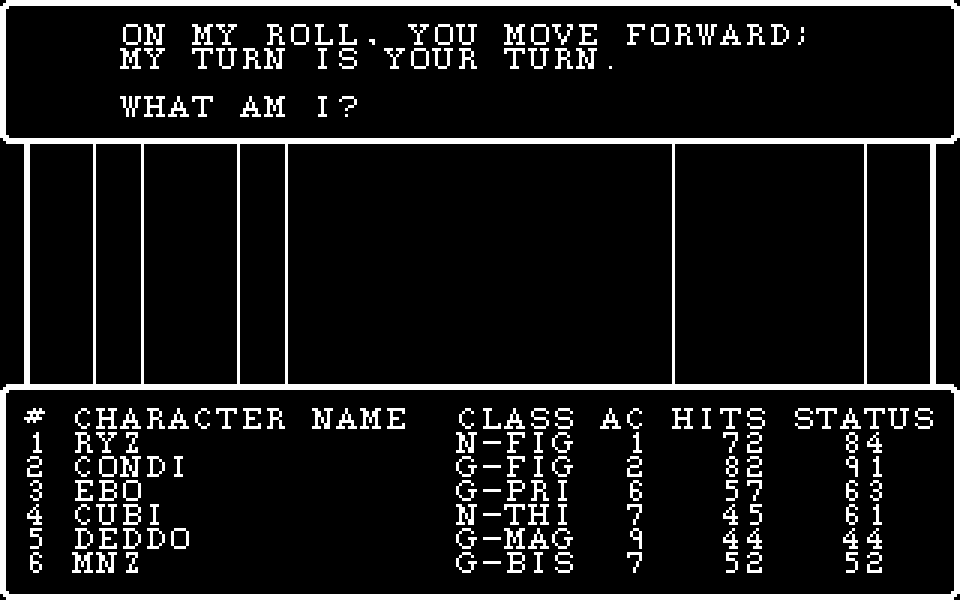 ON MY ROLL, YOU MOVE FORWARD;
MY TURN IS YOUR TURN.
WHAT AM I?
# CHARACTER NAME CLASS AC HITS STATUS
1 RYZ N-FIG 1 72 84
2 CONDI G-FIG 2 82 91
3 EBO G-PRI 6 57 63
4 CUBI N-THI 7 45 61
5 DEDDO G-MAG 9 44 44
6 MNZ G-BIS 7 52 52